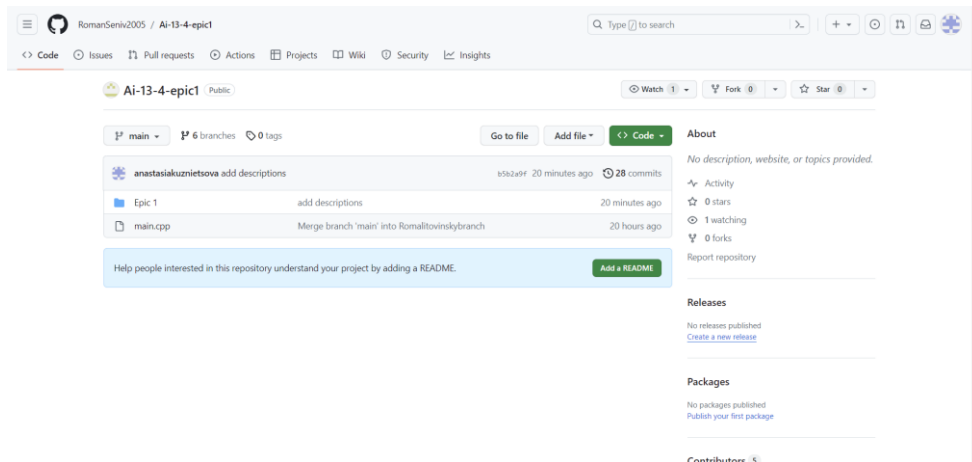 RomanSeniv2005 / Ai-13-4-epic1
Type / to search
Code Issues Pull requests Actions Projects Wiki Security Insights
Ai-13-4-epic1 Public
Watch 1 Fork 0 Star 0
main 6 branches 0 tags Go to file Add file Code
anastasiakuznietsova add descriptions b5b2a9f 20 minutes ago 28 commits
Epic 1 add descriptions 20 minutes ago
main.cpp Merge branch 'main' into Romalitovinskybranch 20 hours ago
Help people interested in this repository understand your project by adding a README. Add a README
About
No description, website, or topics provided.
Activity
0 stars
1 watching
0 forks
Report repository
Releases
No releases published
Create a new release
Packages
No packages published
Publish your first package
Contributors 5